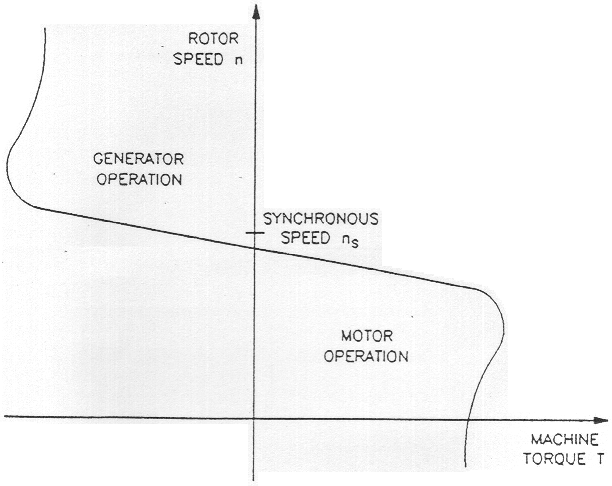 ROTOR
SPEED n
GENERATOR
OPERATION
SYNCHRONOUS
SPEED ns
MOTOR
OPERATION
MACHINE
TORQUE T